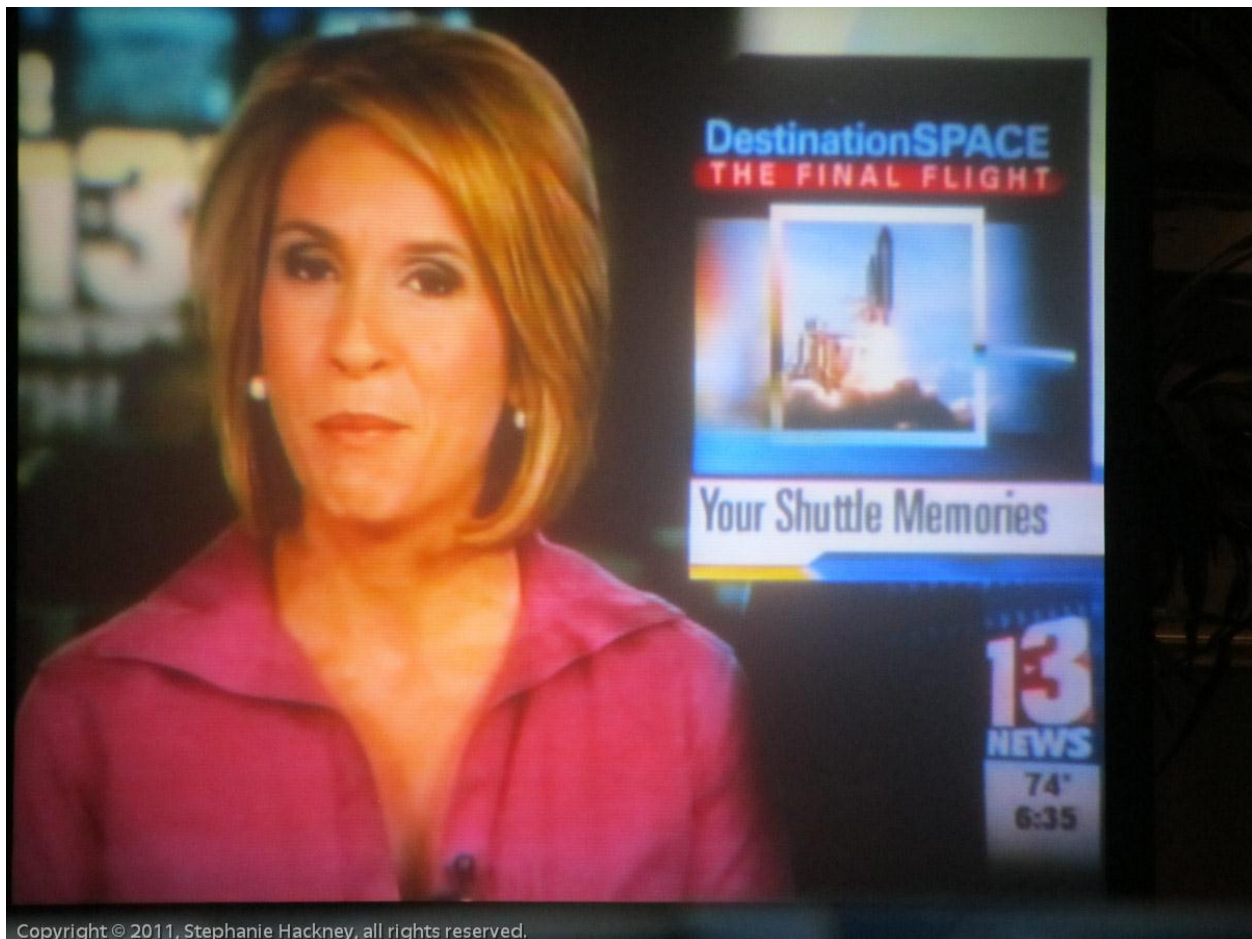 13
DestinationSPACE
THE FINAL FLIGHT
Your Shuttle Memories
13
NEWS
74°
6:35
Copyright © 2011, Stephanie Hackney, all rights reserved.